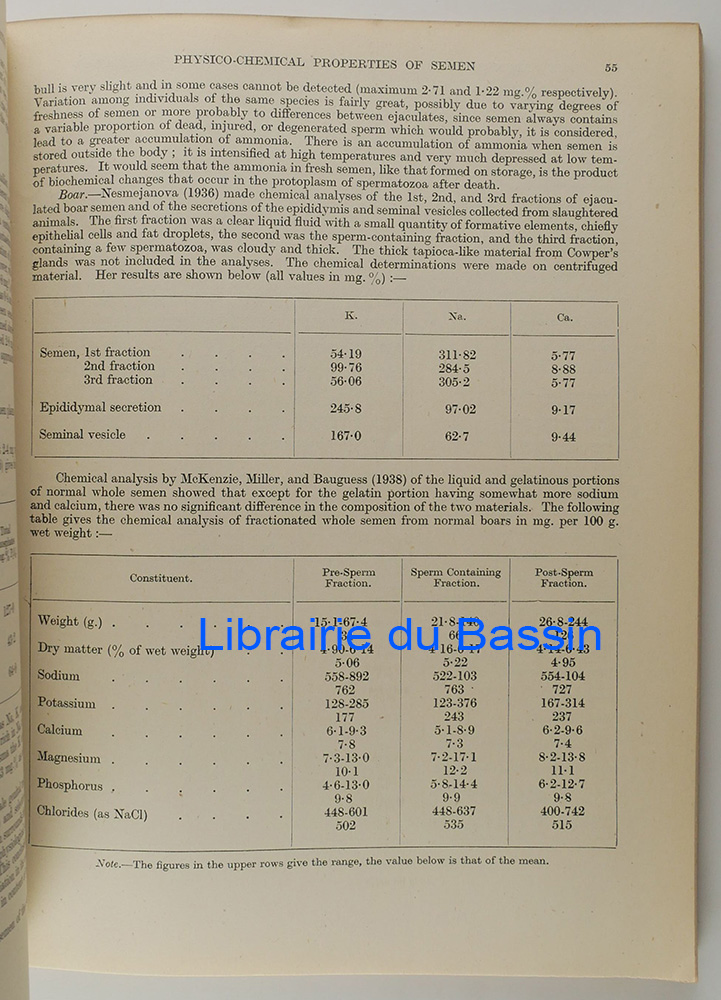 PHYSICO-CHEMICAL PROPERTIES OF SEMEN 55
bull is very slight and in some cases cannot be detected (maximum 2·71 and 1·22 mg.% respectively).
Variation among individuals of the same species is fairly great, possibly due to varying degrees of
freshness of semen or more probably to differences between ejaculates, since semen always contains
a variable proportion of dead, injured, or degenerated sperm which would probably, it is considered,
lead to a greater accumulation of ammonia. There is an accumulation of ammonia when semen is
stored outside the body ; it is intensified at high temperatures and very much depressed at low tem-
peratures. It would seem that the ammonia in fresh semen, like that formed on storage, is the product
of biochemical changes that occur in the protoplasm of spermatozoa after death.
Boar.—Nesmejanova (1936) made chemical analyses of the 1st, 2nd, and 3rd fractions of ejacu-
lated boar semen and of the secretions of the epididymis and seminal vesicles collected from slaughtered
animals. The first fraction was a clear liquid fluid with a small quantity of formative elements, chiefly
epithelial cells and fat droplets, the second was the sperm-containing fraction, and the third fraction,
containing a few spermatozoa, was cloudy and thick. The thick tapioca-like material from Cowper's
glands was not included in the analyses. The chemical determinations were made on centrifuged
material. Her results are shown below (all values in mg. %) :—
K. Na. Ca.
Semen, 1st fraction . . . . 54·19 311·82 5·77
2nd fraction . . . . 99·76 284·5 8·88
3rd fraction . . . . 56·06 305·2 5·77
Epididymal secretion . . . . 245·8 97·02 9·17
Seminal vesicle . . . . . 167·0 62·7 9·44
Chemical analysis by McKenzie, Miller, and Bauguess (1938) of the liquid and gelatinous portions
of normal whole semen showed that except for the gelatin portion having somewhat more sodium
and calcium, there was no significant difference in the composition of the two materials. The following
table gives the chemical analysis of fractionated whole semen from normal boars in mg. per 100 g.
wet weight :—
Constituent. Pre-Sperm Fraction. Sperm Containing Fraction. Post-Sperm Fraction.
Weight (g.) . . . . . . 15·1-67·4 21·8-140 26·8-244
Librairie du Bassin
Dry matter (% of wet weight)
5·06 5·22 4·95
Sodium . . . . . . 558-892 522-103 554-104
762 763 727
Potassium . . . . . . 128-285 123-376 167-314
177 243 237
Calcium . . . . . . 6·1-9·3 5·1-8·9 6·2-9·6
7·8 7·3 7·4
Magnesium . . . . . . 7·3-13·0 7·2-17·1 8·2-13·8
10·1 12·2 11·1
Phosphorus . . . . . . 4·6-13·0 5·8-14·4 6·2-12·7
9·8 9·9 9·8
Chlorides (as NaCl) . . . . 448-601 448-637 400-742
502 535 515
Note.—The figures in the upper rows give the range, the value below is that of the mean.